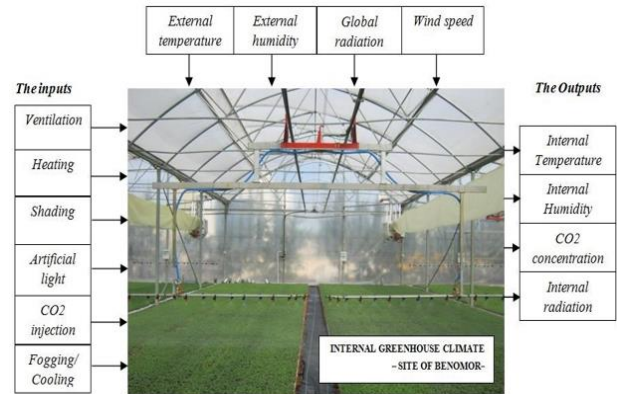 External
temperature
External
humidity
Global
radiation
Wind speed
The inputs
Ventilation
Heating
Shading
Artificial
light
CO2
injection
Fogging/
Cooling
The Outputs
Internal
Temperature
Internal
Humidity
CO2
concentration
Internal
radiation
INTERNAL GREENHOUSE CLIMATE
- SITE OF BENOMOR-